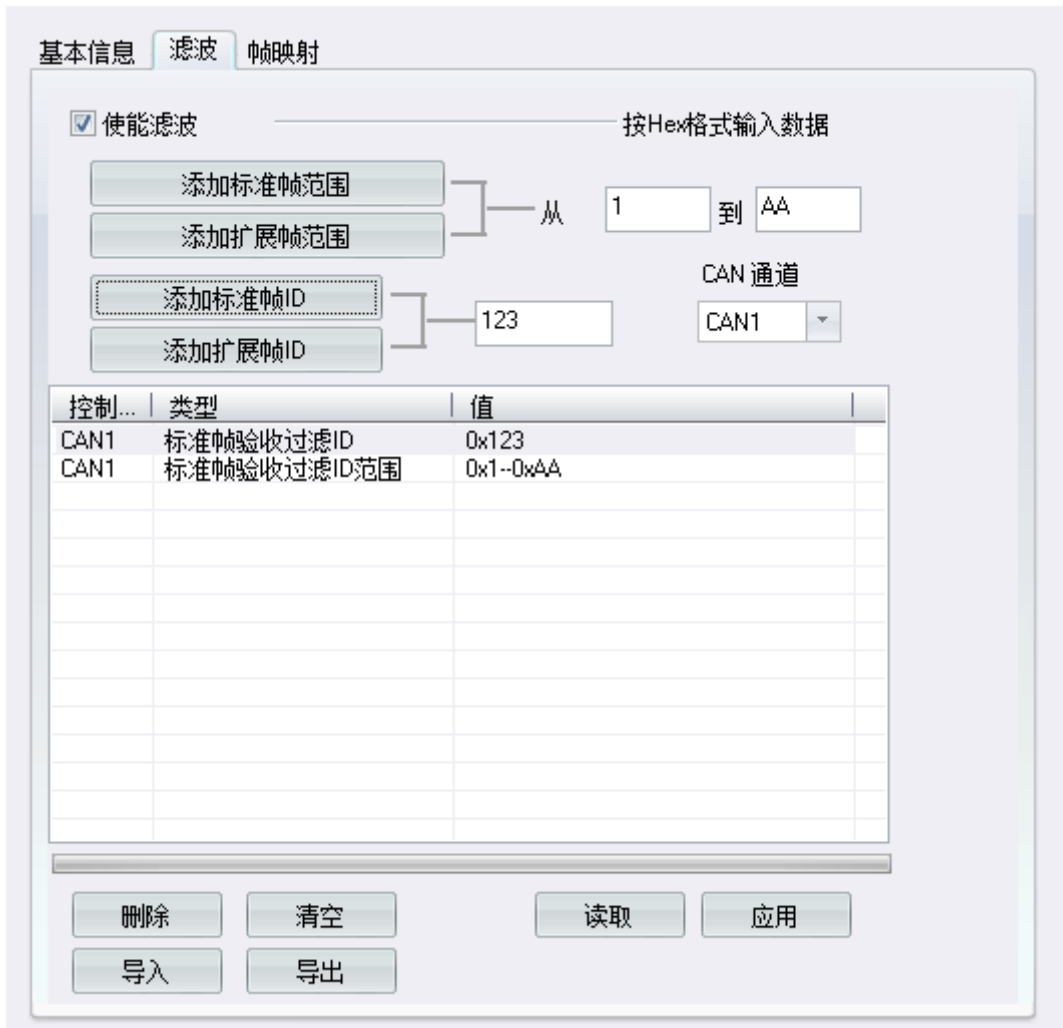 基本信息 滤波 帧映射
使能滤波 按Hex格式输入数据
添加标准帧范围
添加扩展帧范围
从 1 到 AA
CAN 通道
添加标准帧ID
添加扩展帧ID
123 CAN1
控制... 类型 值
CAN1 标准帧验收过滤ID 0x123
CAN1 标准帧验收过滤ID范围 0x1--0xAA
删除 清空 读取 应用
导入 导出